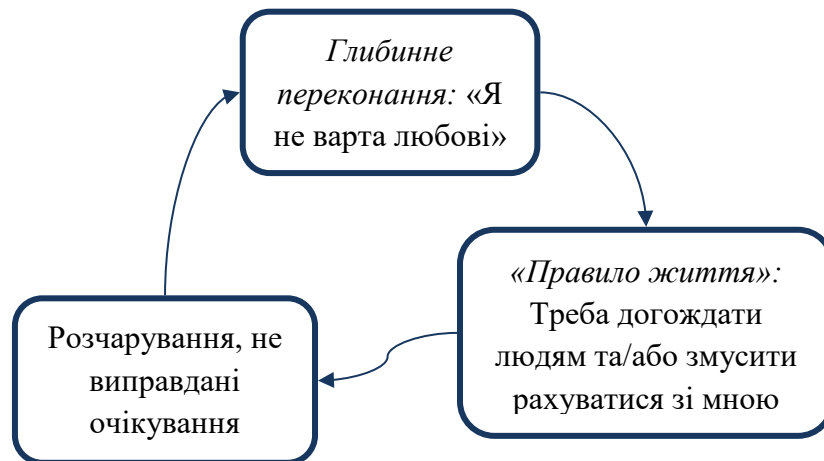 Глибинне
переконання: «Я
не варта любові»
«Правило життя»:
Треба догождати
людям та/або змусити
рахуватися зі мною
Розчарування, не
виправдані
очікування